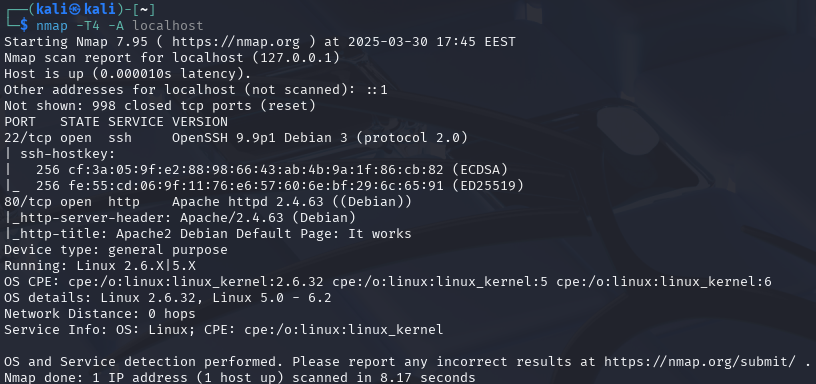 ┌──(kali㉿kali)-[~]
└─$ nmap -T4 -A localhost
Starting Nmap 7.95 ( https://nmap.org ) at 2025-03-30 17:45 EEST
Nmap scan report for localhost (127.0.0.1)
Host is up (0.000010s latency).
Other addresses for localhost (not scanned): ::1
Not shown: 998 closed tcp ports (reset)
PORT   STATE SERVICE VERSION
22/tcp open  ssh     OpenSSH 9.9p1 Debian 3 (protocol 2.0)
| ssh-hostkey:
|   256 cf:3a:05:9f:e2:88:98:66:43:ab:4b:9a:1f:86:cb:82 (ECDSA)
|_  256 fe:55:cd:06:9f:11:76:e6:57:60:6e:bf:29:6c:65:91 (ED25519)
80/tcp open  http    Apache httpd 2.4.63 ((Debian))
|_http-server-header: Apache/2.4.63 (Debian)
|_http-title: Apache2 Debian Default Page: It works
Device type: general purpose
Running: Linux 2.6.X|5.X
OS CPE: cpe:/o:linux:linux_kernel:2.6.32 cpe:/o:linux:linux_kernel:5 cpe:/o:linux:linux_kernel:6
OS details: Linux 2.6.32, Linux 5.0 - 6.2
Network Distance: 0 hops
Service Info: OS: Linux; CPE: cpe:/o:linux:linux_kernel

OS and Service detection performed. Please report any incorrect results at https://nmap.org/submit/ .
Nmap done: 1 IP address (1 host up) scanned in 8.17 seconds